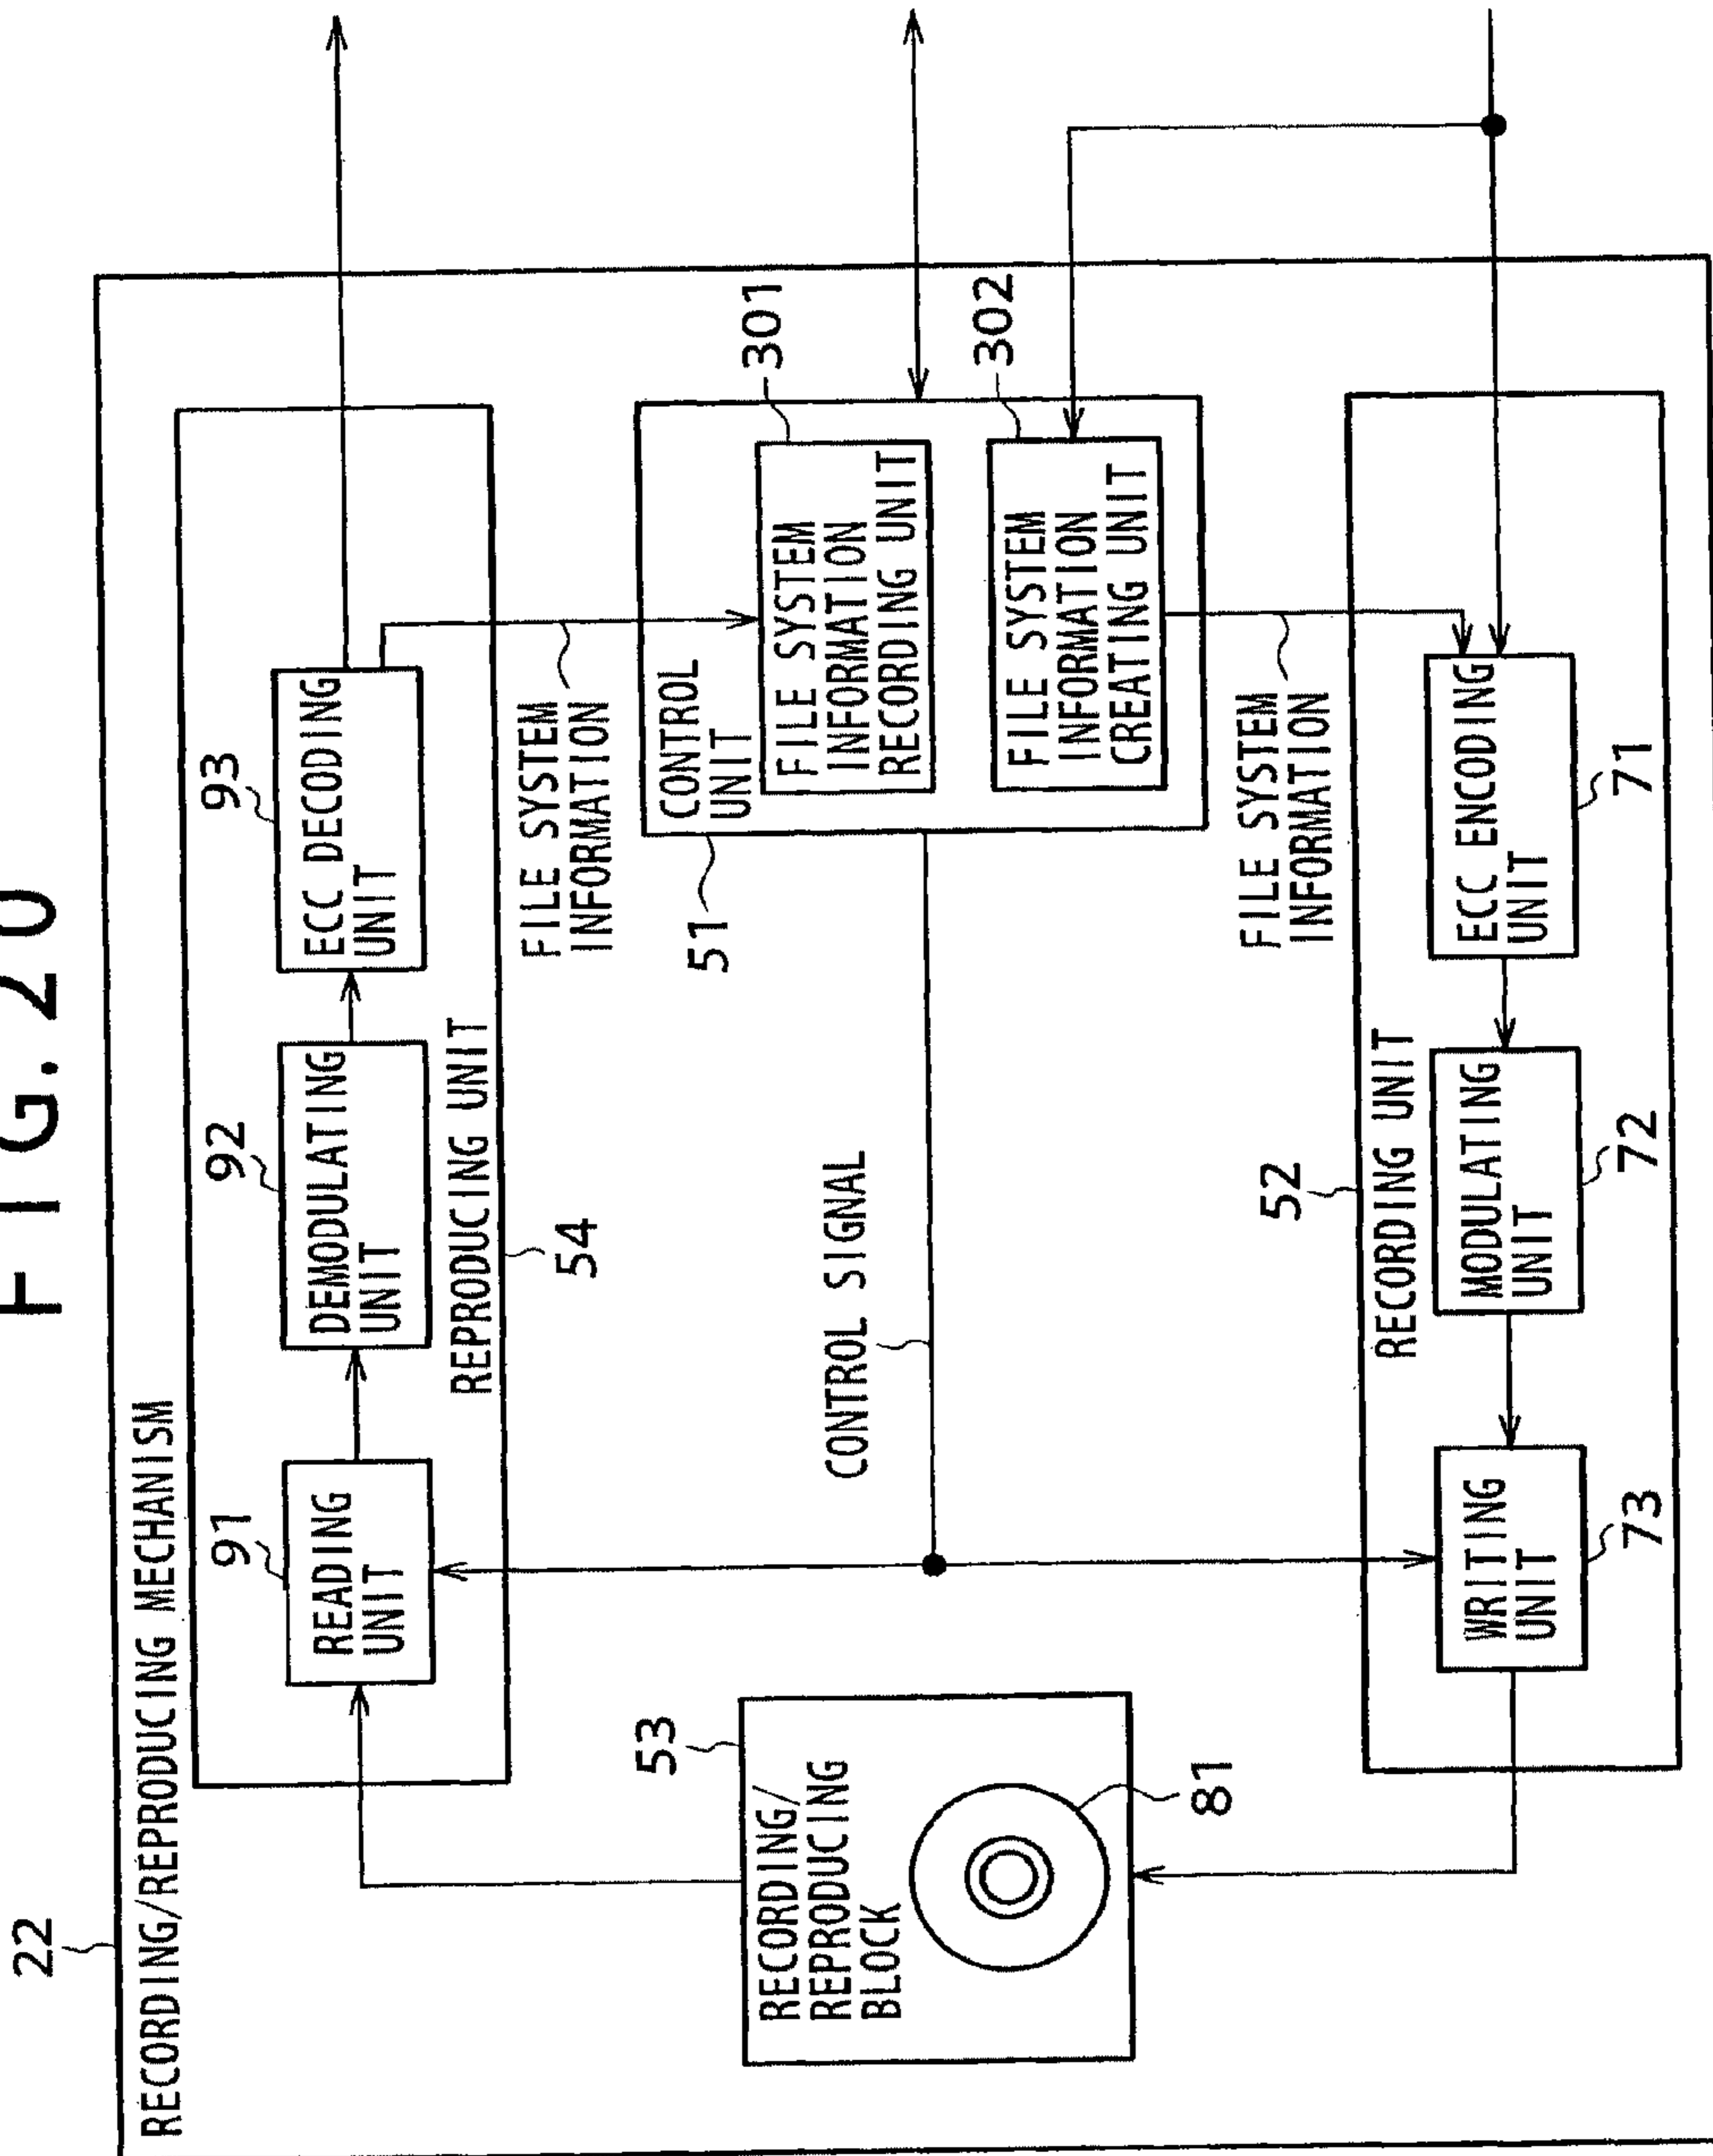 FIG. 20
22
RECORDING/REPRODUCING MECHANISM
91
READING
UNIT
92
DEMODULATING
UNIT
93
ECC DECODING
UNIT
REPRODUCING UNIT
54
FILE SYSTEM
INFORMATION
53
RECORDING/
REPRODUCING
BLOCK
81
CONTROL SIGNAL
51
CONTROL
UNIT
301
FILE SYSTEM
INFORMATION
RECORDING UNIT
302
FILE SYSTEM
INFORMATION
CREATING UNIT
FILE SYSTEM
INFORMATION
52
RECORDING UNIT
WRITING
UNIT
73
MODULATING
UNIT
72
ECC ENCODING
UNIT
71